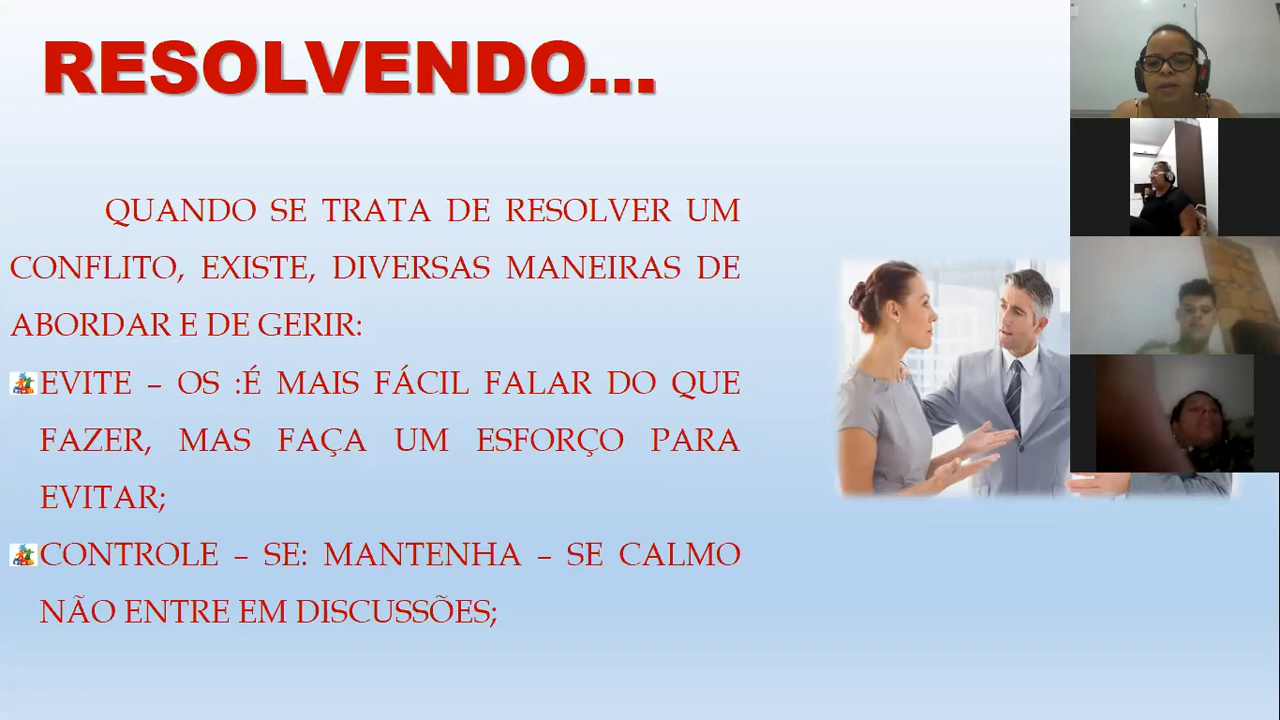 RESOLVENDO...
QUANDO SE TRATA DE RESOLVER UM
CONFLITO, EXISTE, DIVERSAS MANEIRAS DE
ABORDAR E DE GERIR:
EVITE – OS :É MAIS FÁCIL FALAR DO QUE
FAZER, MAS FAÇA UM ESFORÇO PARA
EVITAR;
CONTROLE – SE: MANTENHA – SE CALMO
NÃO ENTRE EM DISCUSSÕES;